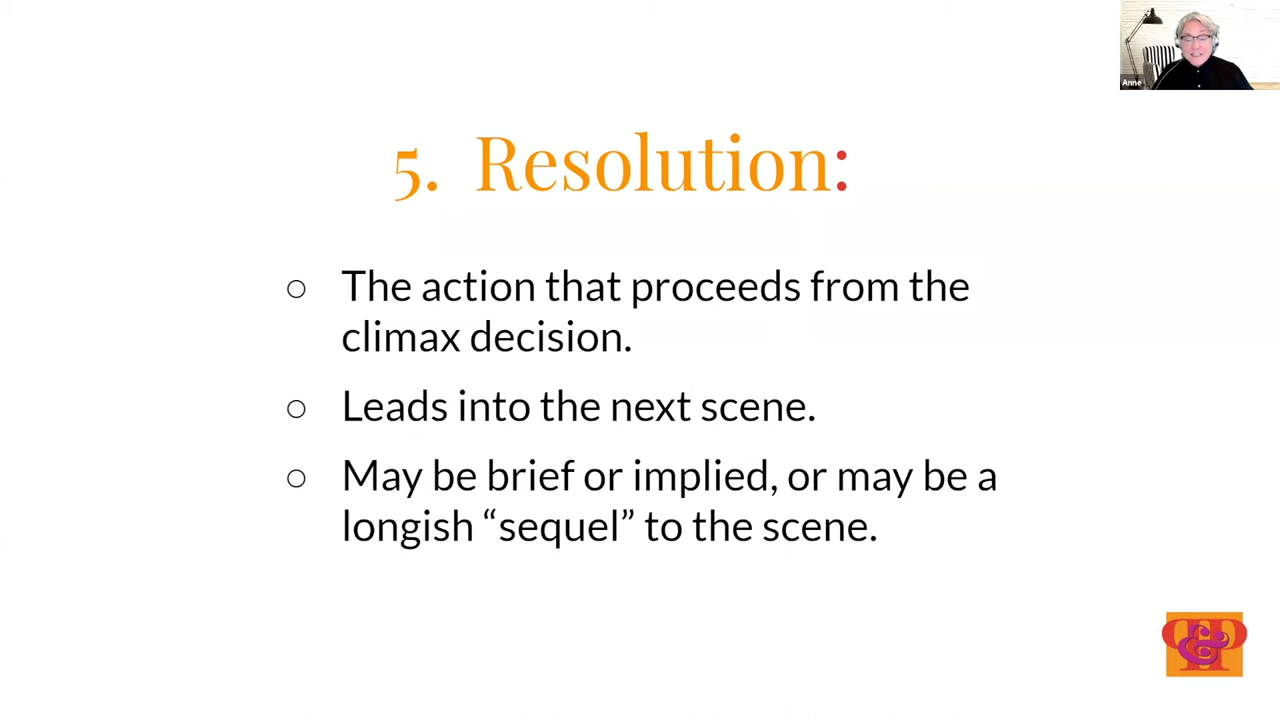 Anne
5. Resolution:
○ The action that proceeds from the
climax decision.
○ Leads into the next scene.
○ May be brief or implied, or may be a
longish “sequel” to the scene.
P&P